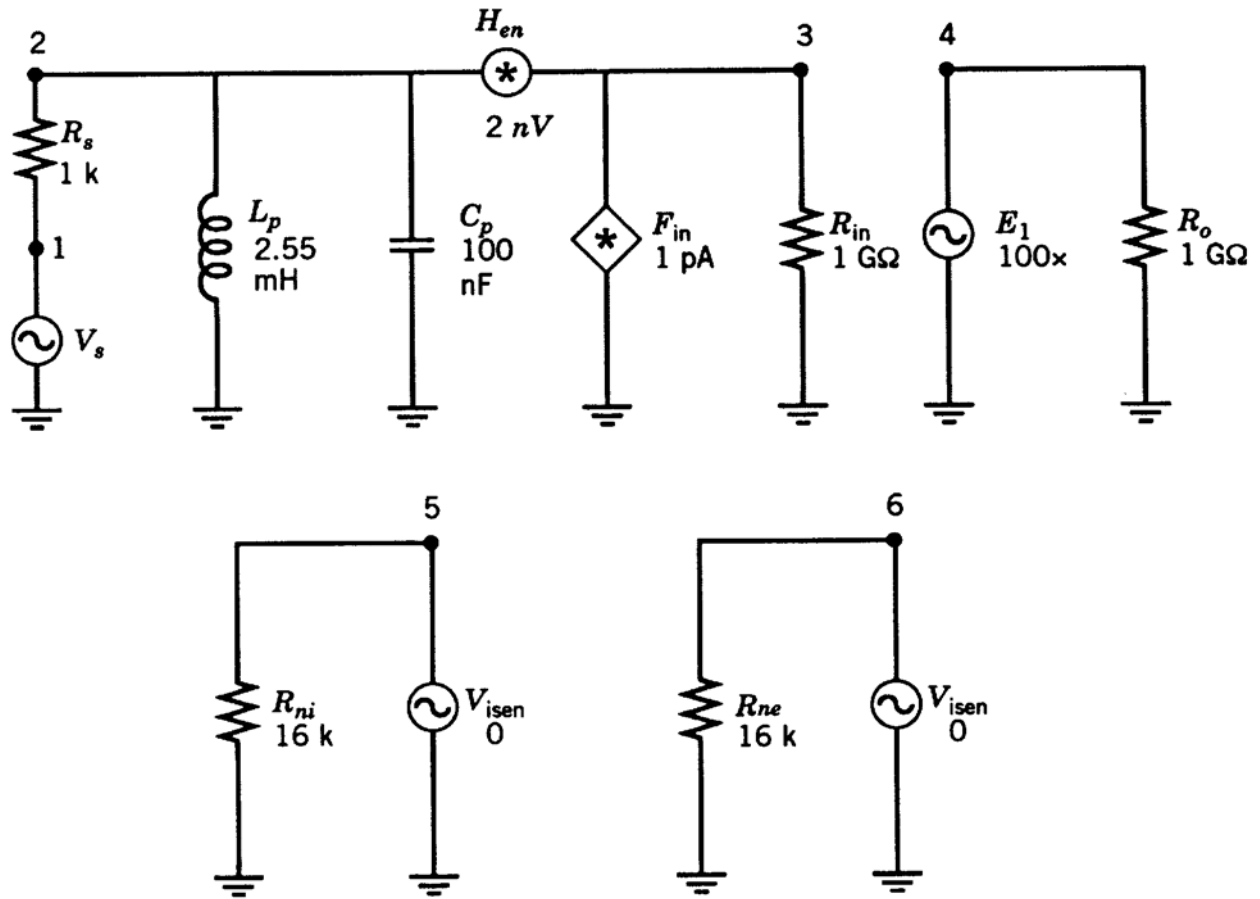 H_en
2
3
4
*
2 nV
R_s
1 k
1
V_s
L_p
2.55
mH
C_p
100
nF
*
F_in
1 pA
R_in
1 GΩ
E_1
100×
R_o
1 GΩ
5
6
R_ni
16 k
V_isen
0
R_ne
16 k
V_isen
0